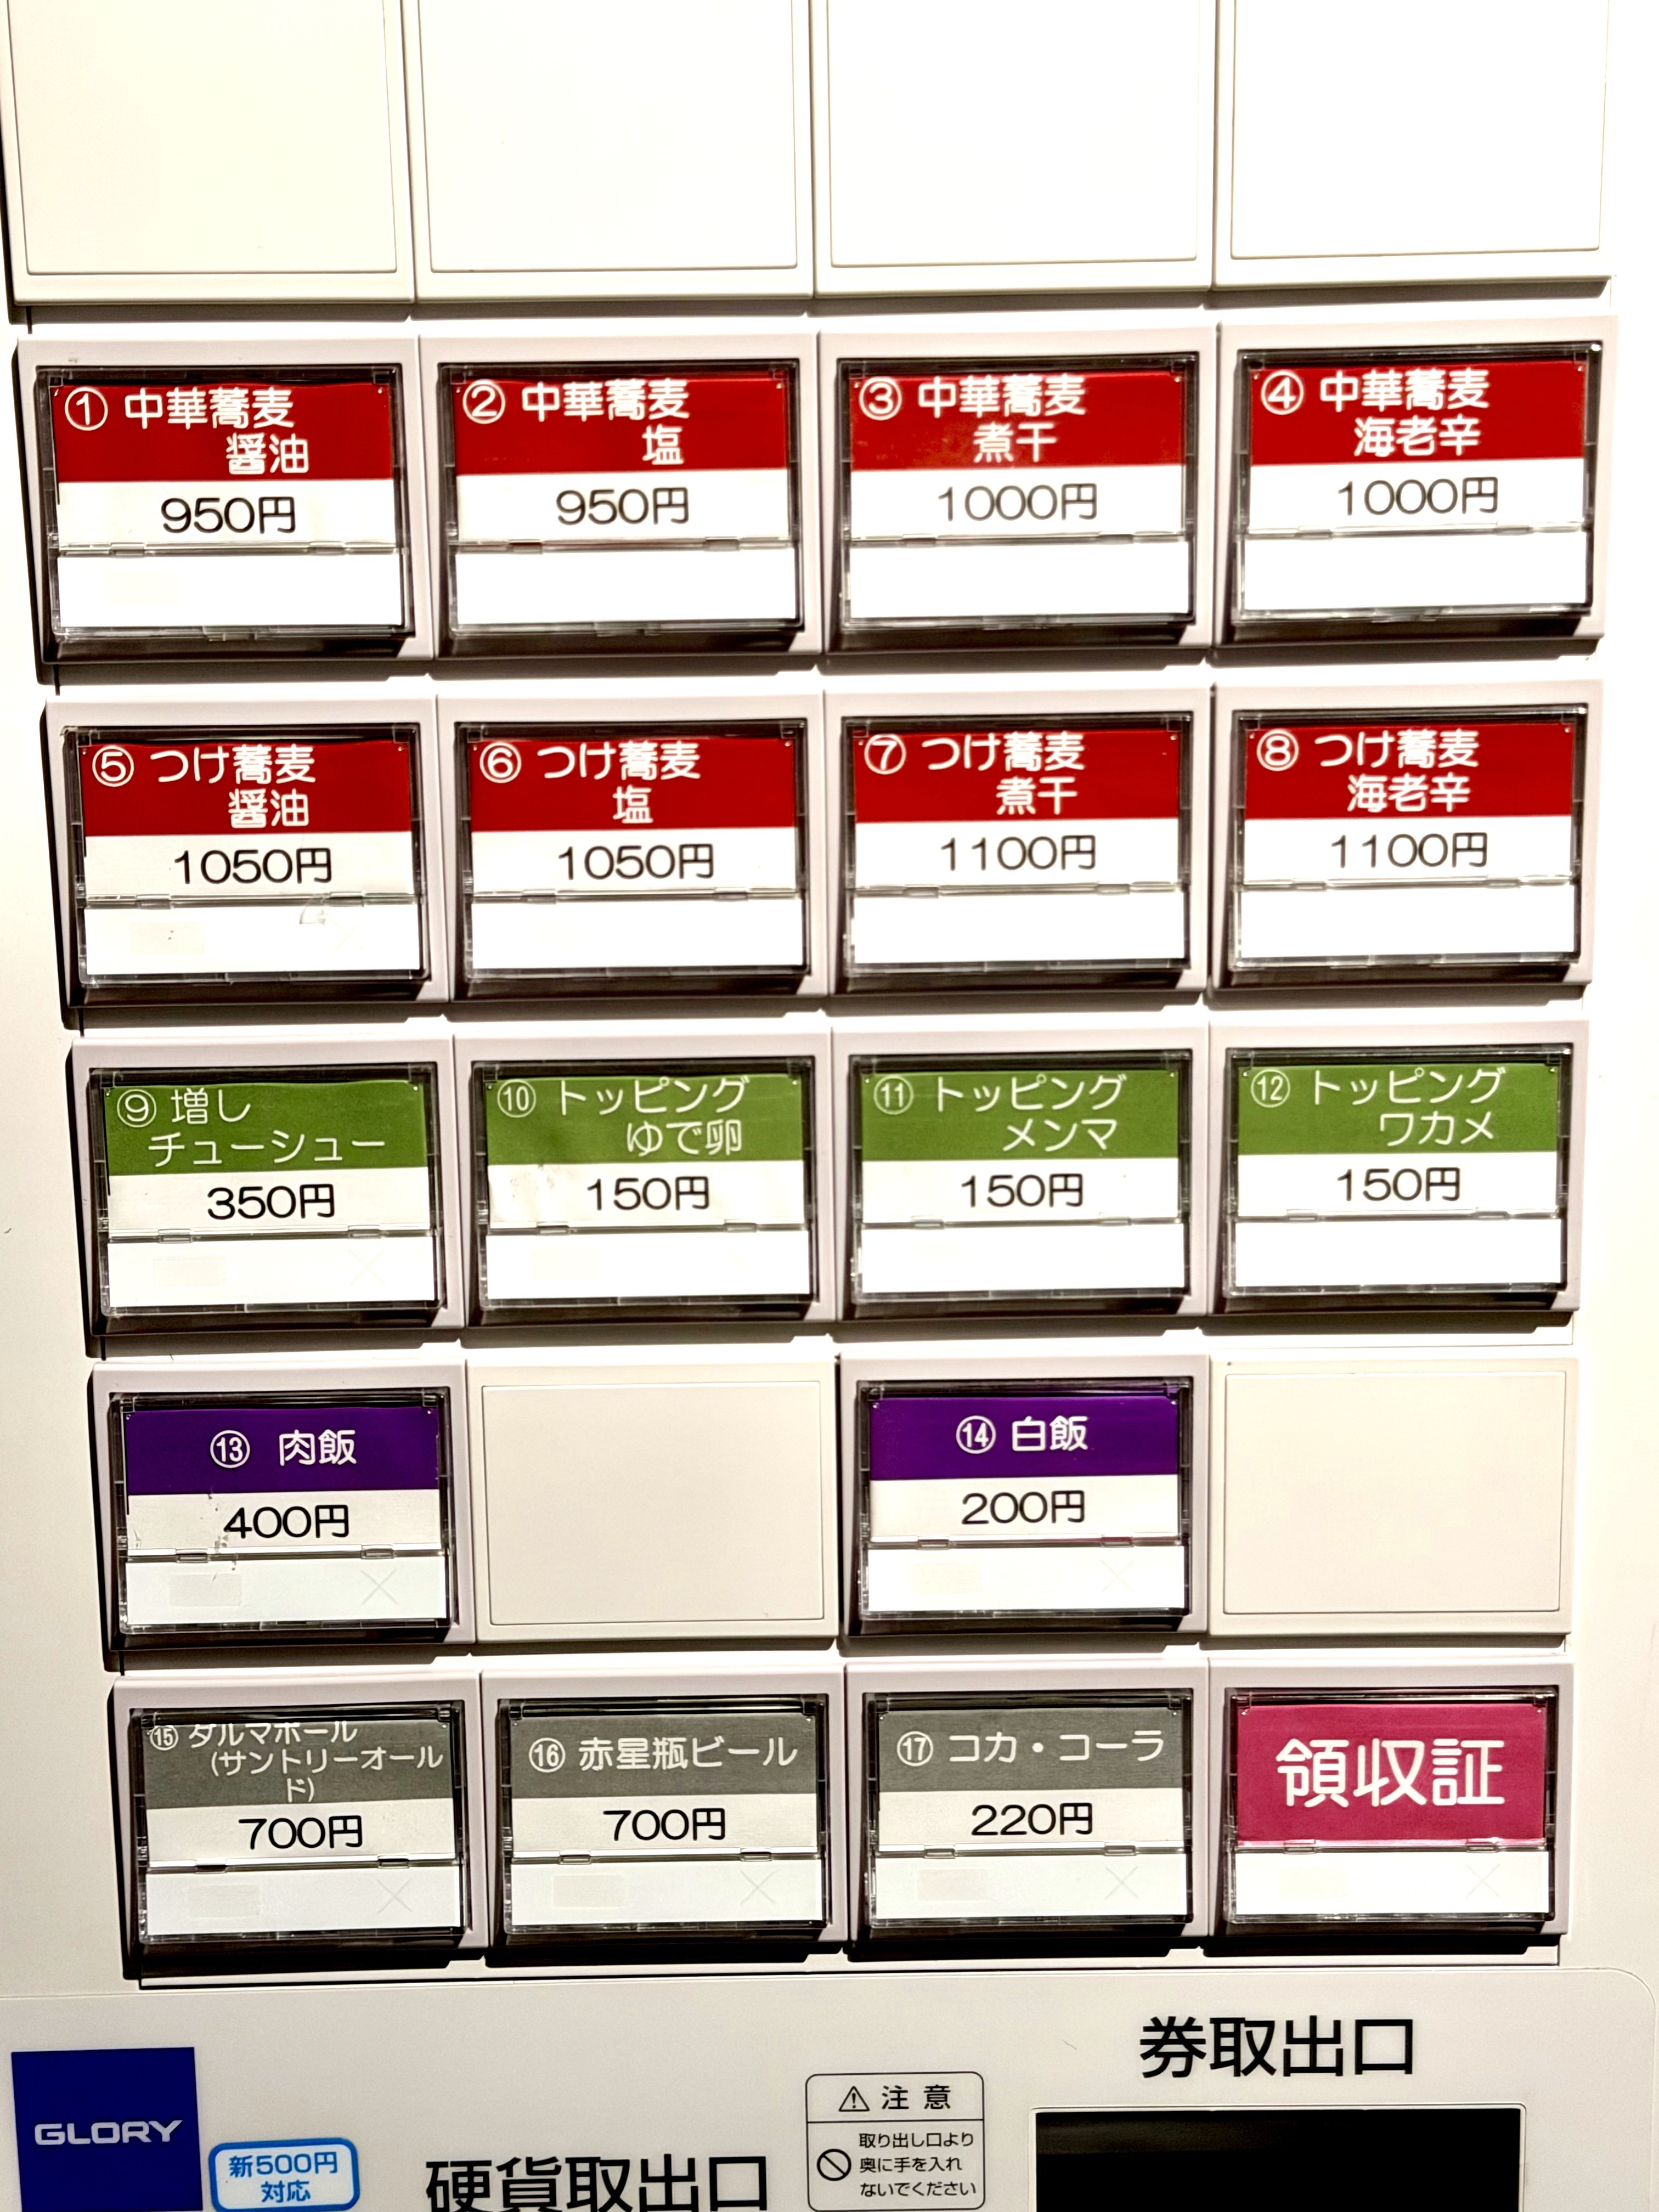 ① 中華蕎麦
醤油
950円
② 中華蕎麦
塩
950円
③ 中華蕎麦
煮干
1000円
④ 中華蕎麦
海老辛
1000円
⑤ つけ蕎麦
醤油
1050円
⑥ つけ蕎麦
塩
1050円
⑦ つけ蕎麦
煮干
1100円
⑧ つけ蕎麦
海老辛
1100円
⑨ 増し
チューシュー
350円
⑩ トッピング
ゆで卵
150円
⑪ トッピング
メンマ
150円
⑫ トッピング
ワカメ
150円
⑬ 肉飯
400円
⑭ 白飯
200円
⑮ ダルマボール
(サントリーオール
ド)
700円
⑯ 赤星瓶ビール
700円
⑰ コカ・コーラ
220円
領収証
券取出口
GLORY
新500円
対応
硬貨取出口
注意
取り出し口より
奥に手を入れ
ないでください